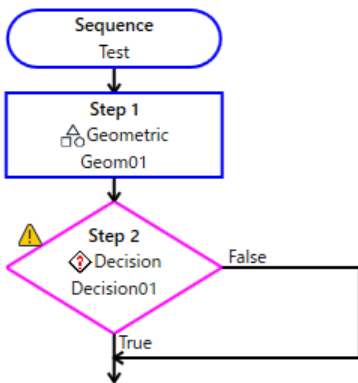 Sequence
Test
Step 1
Geometric
Geom01
Step 2
Decision
Decision01
False
True